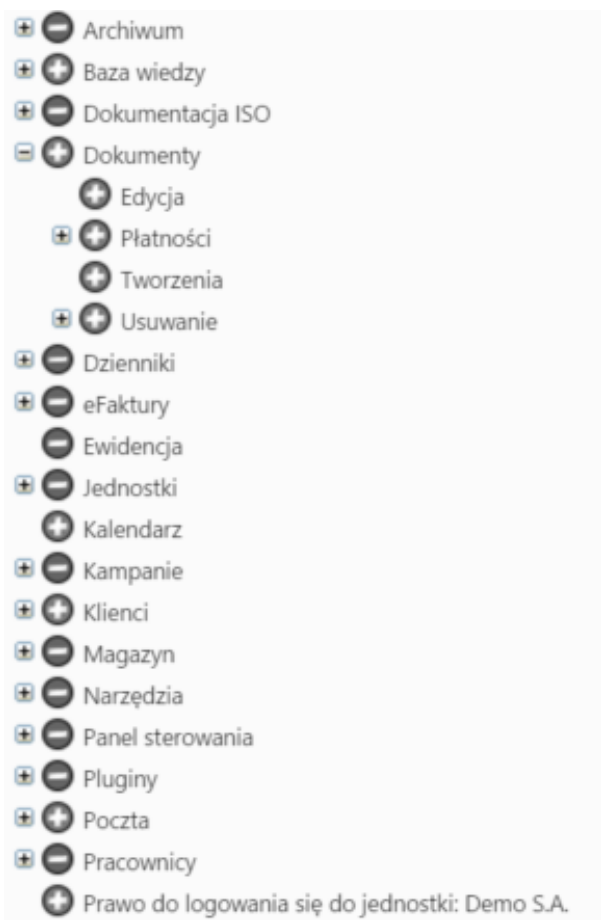 Archiwum
Baza wiedzy
Dokumentacja ISO
Dokumenty
Edycja
Płatności
Tworzenia
Usuwanie
Dzienniki
eFaktury
Ewidencja
Jednostki
Kalendarz
Kampanie
Klienci
Magazyn
Narzędzia
Panel sterowania
Pluginy
Poczta
Pracownicy
Prawo do logowania się do jednostki: Demo S.A.